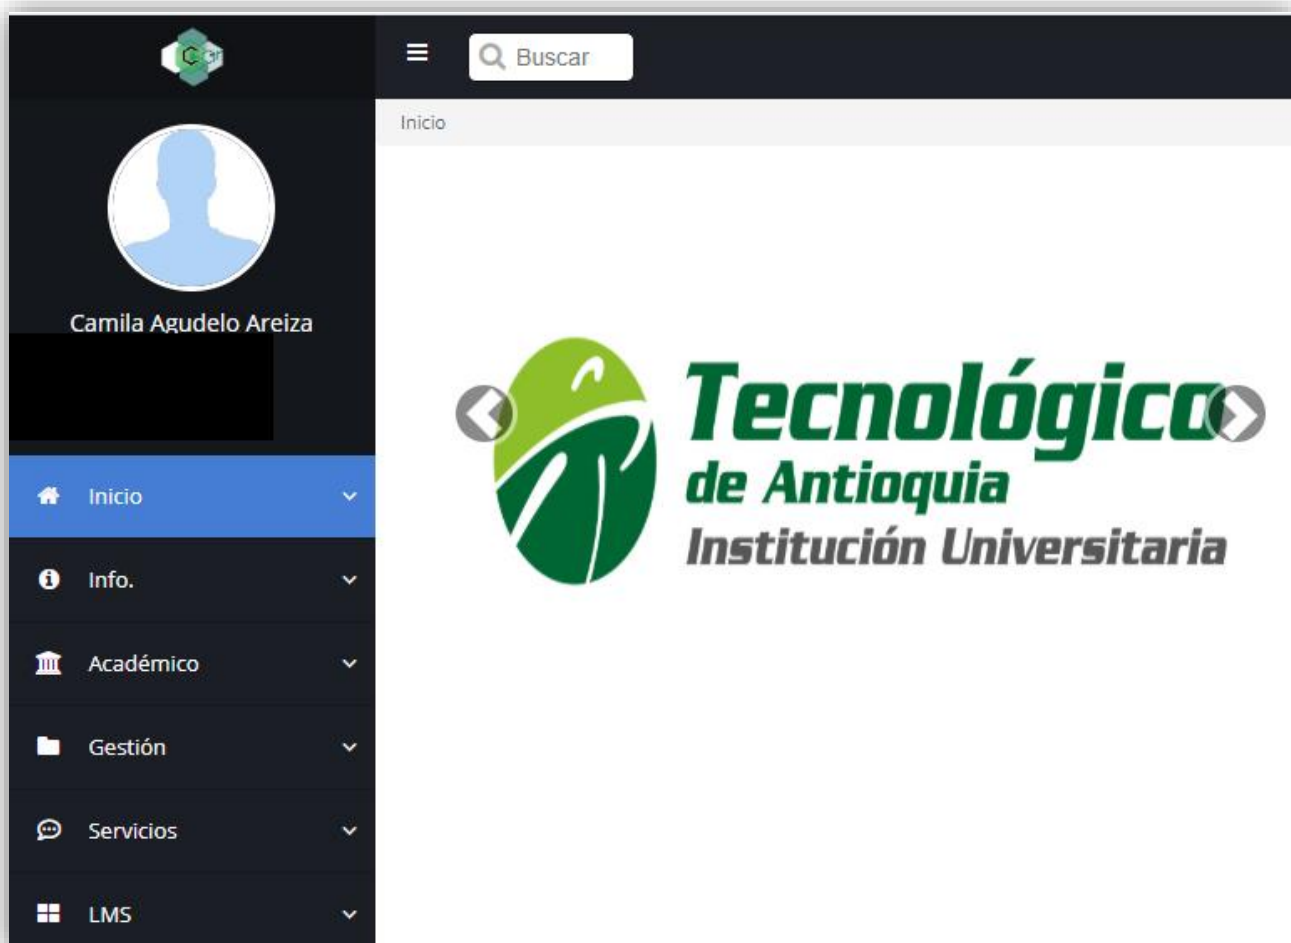 Buscar
Inicio
Camila Agudelo Areiza
Inicio
Info.
Académico
Gestión
Servicios
LMS
Tecnológico
de Antioquia
Institución Universitaria